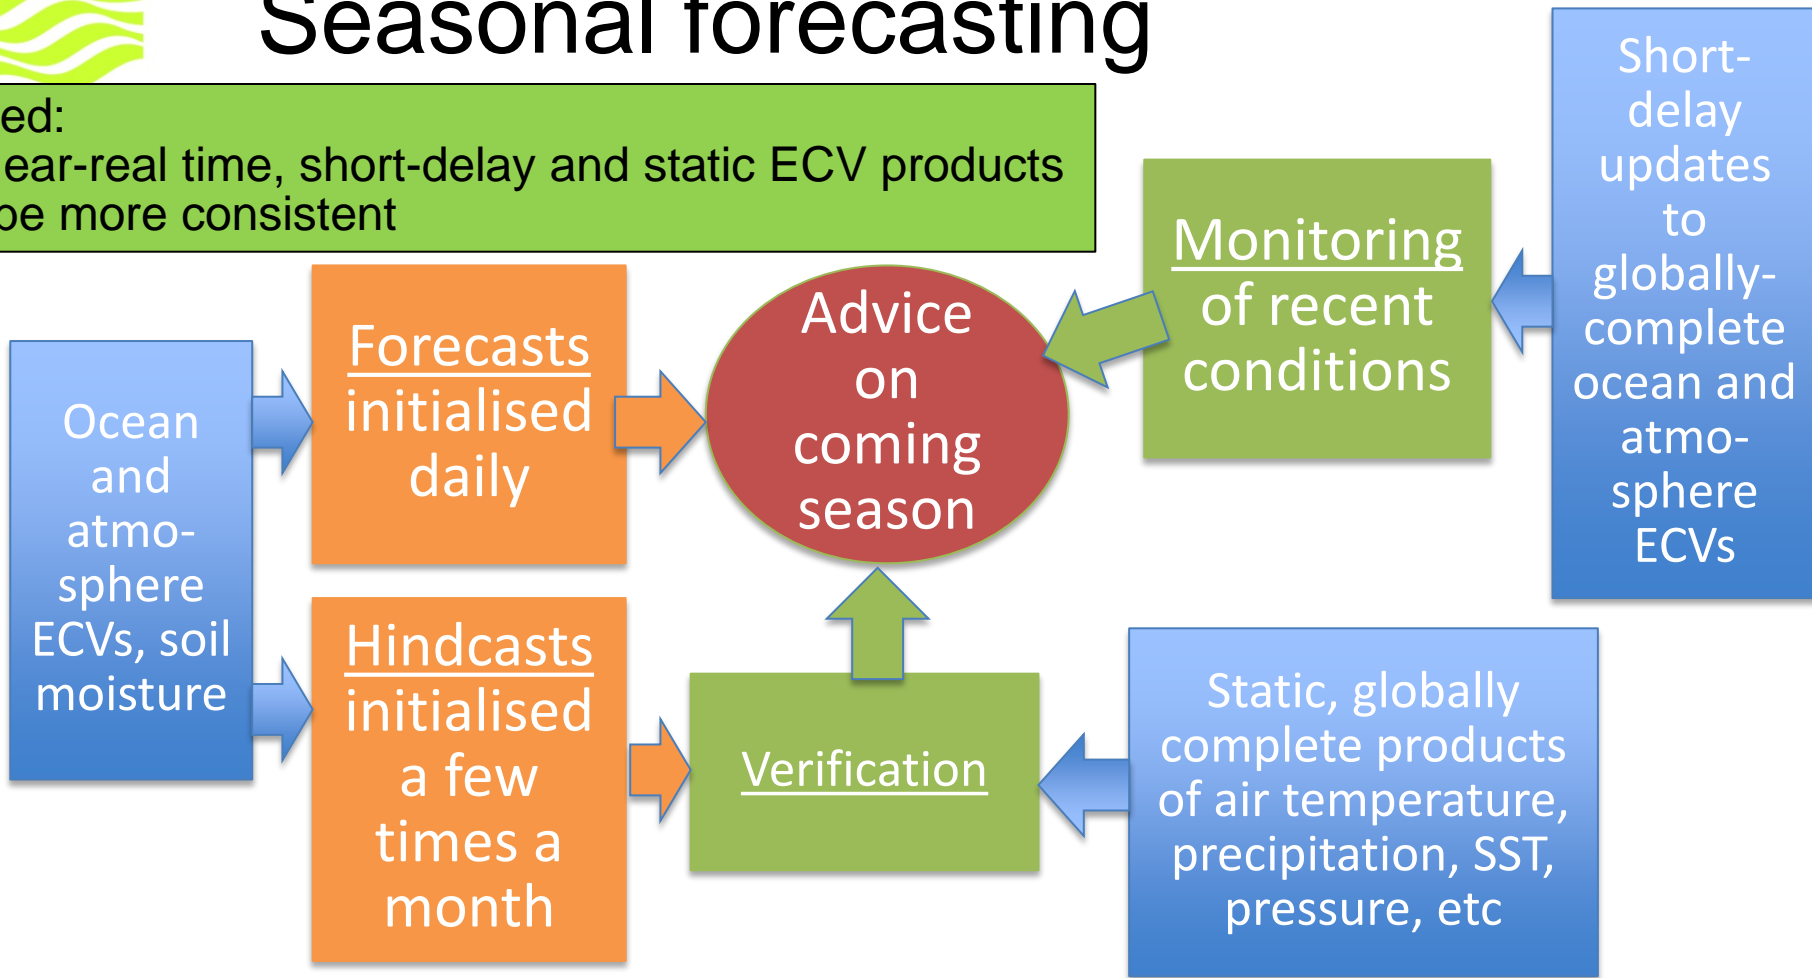 Seasonal forecasting
ed:
ear-real time, short-delay and static ECV products
be more consistent
Ocean
and
atmo-
sphere
ECVs, soil
moisture
Forecasts
initialised
daily
Hindcasts
initialised
a few
times a
month
Advice
on
coming
season
Verification
Monitoring
of recent
conditions
Short-
delay
updates
to
globally-
complete
ocean and
atmo-
sphere
ECVs
Static, globally
complete products
of air temperature,
precipitation, SST,
pressure, etc